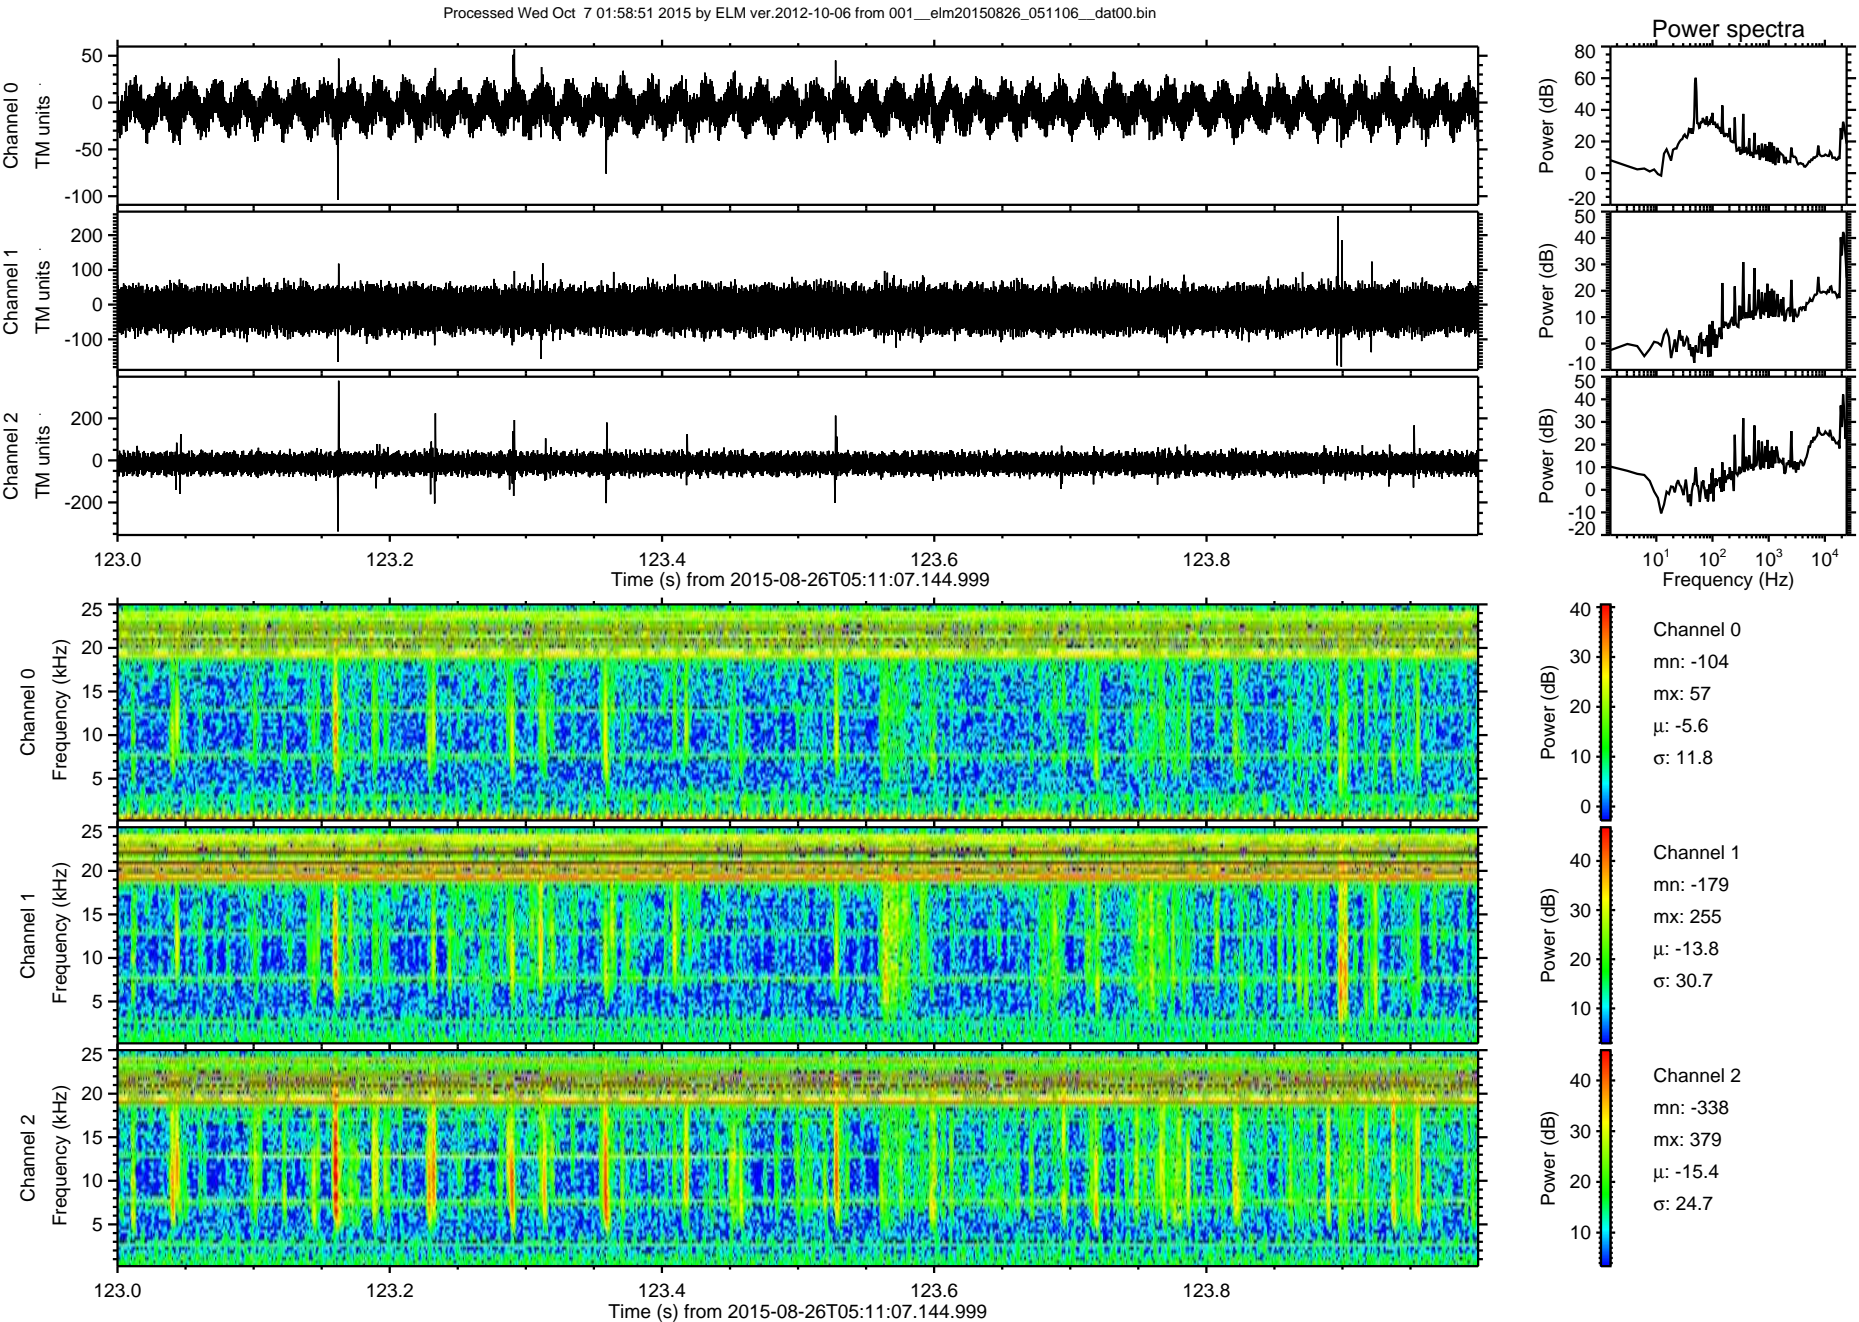 Processed Wed Oct 7 01:58:51 2015 by ELM ver.2012-10-06 from 001__elm20150826_051106__dat00.bin
Power spectra
Channel 0
TM units
50
0
-50
-100
Power (dB)
80
60
40
20
0
-20
Channel 1
TM units
200
100
0
-100
Power (dB)
50
40
30
20
10
0
-10
Channel 2
TM units
200
0
-200
Power (dB)
50
40
30
20
10
0
-10
-20
123.0 123.2 123.4 123.6 123.8
Time (s) from 2015-08-26T05:11:07.144.999
10¹ 10² 10³ 10⁴
Frequency (Hz)
Channel 0
Frequency (kHz)
25
20
15
10
5
Power (dB)
40
30
20
10
0
Channel 0
mn: -104
mx: 57
μ: -5.6
σ: 11.8
Channel 1
Frequency (kHz)
25
20
15
10
5
Power (dB)
40
30
20
10
Channel 1
mn: -179
mx: 255
μ: -13.8
σ: 30.7
Channel 2
Frequency (kHz)
25
20
15
10
5
Power (dB)
40
30
20
10
Channel 2
mn: -338
mx: 379
μ: -15.4
σ: 24.7
123.0 123.2 123.4 123.6 123.8
Time (s) from 2015-08-26T05:11:07.144.999